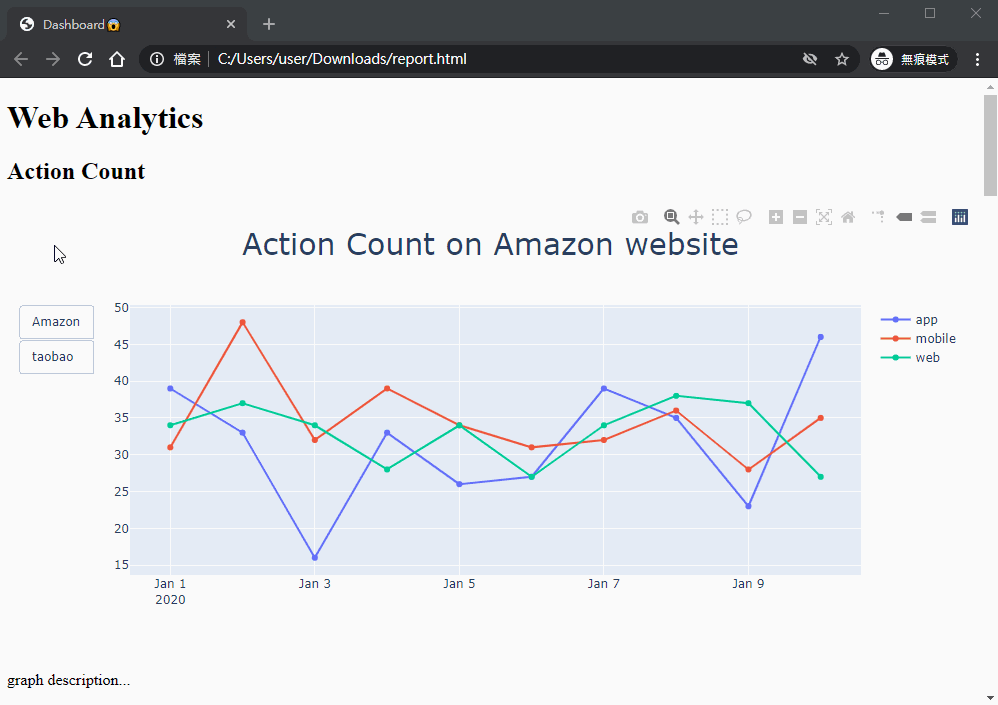 Dashboard😱
檔案 C:/Users/user/Downloads/report.html 無痕模式
Web Analytics
Action Count
Action Count on Amazon website
Amazon
taobao
50
45
40
35
30
25
20
15
Jan 1
2020
Jan 3
Jan 5
Jan 7
Jan 9
app
mobile
web
graph description...